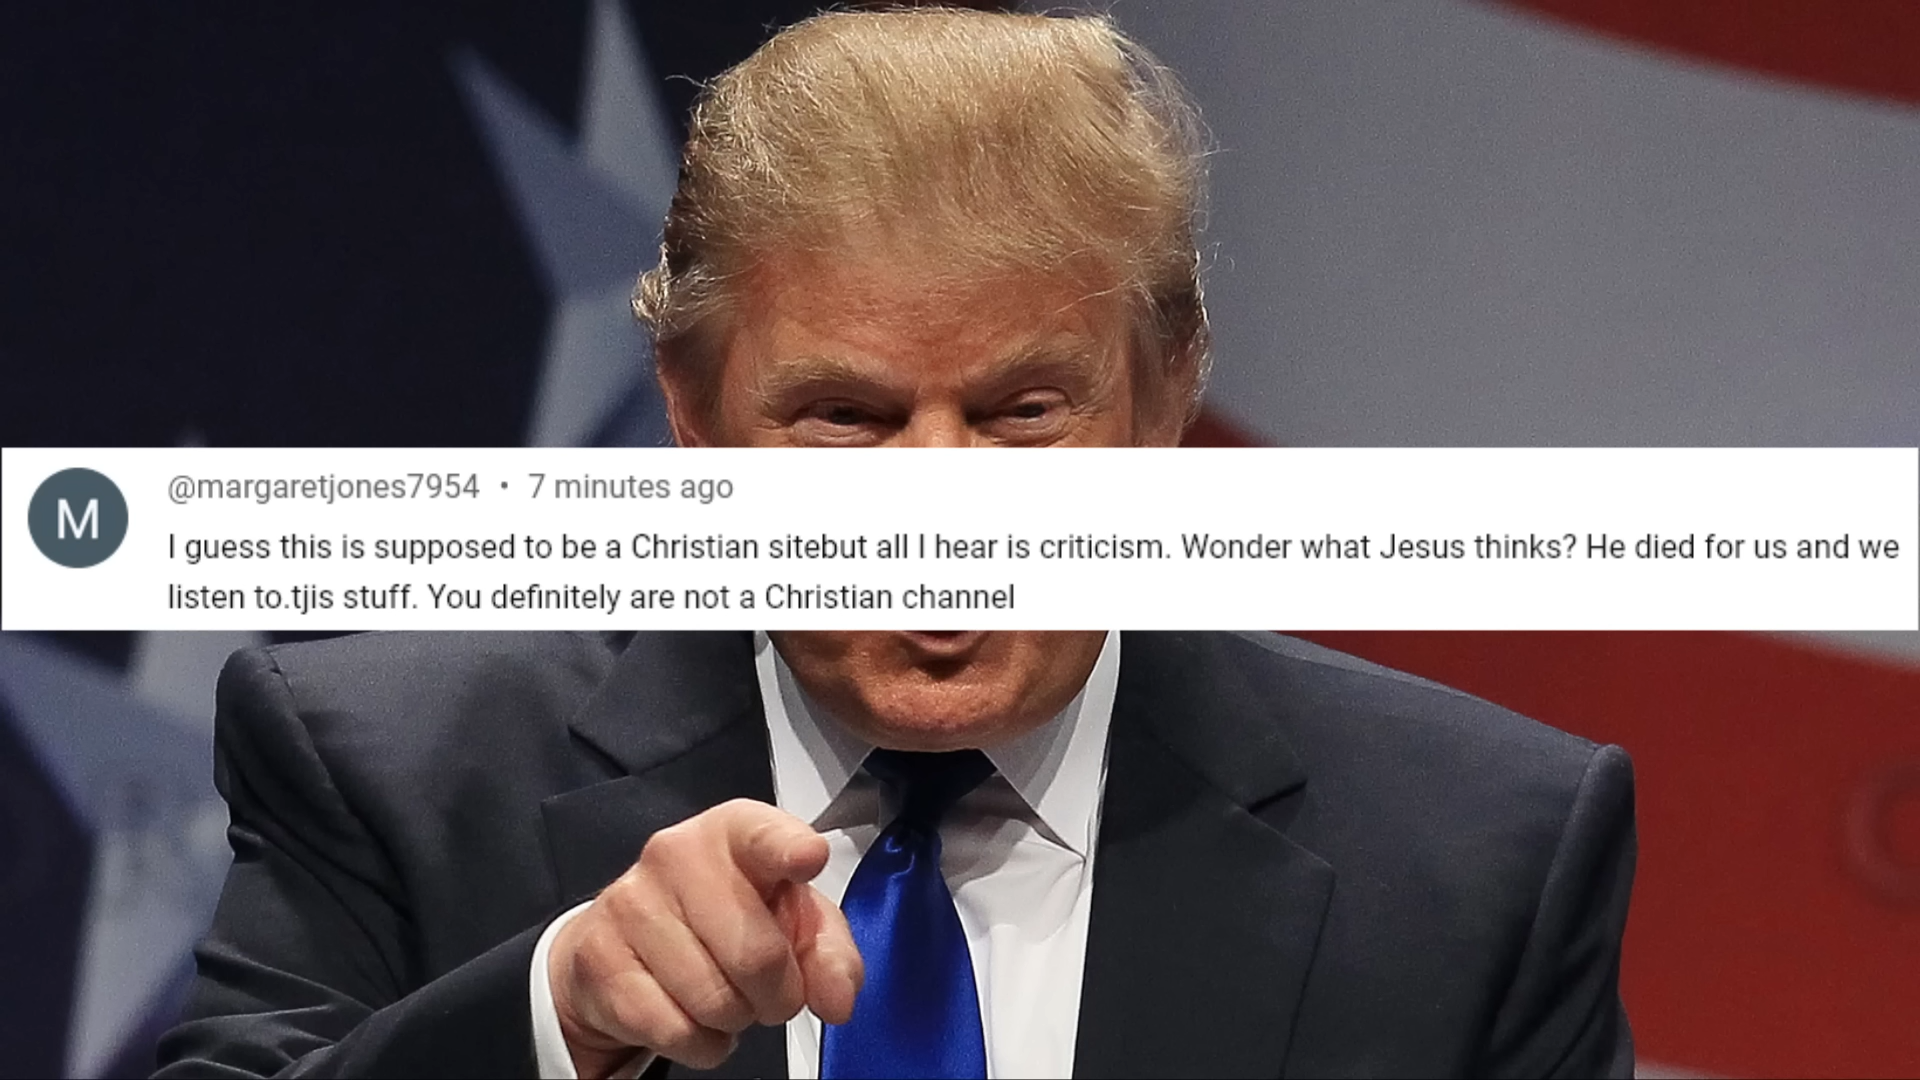 M
@margaretjones7954 • 7 minutes ago
I guess this is supposed to be a Christian sitebut all I hear is criticism. Wonder what Jesus thinks? He died for us and we
listen to.tjis stuff. You definitely are not a Christian channel